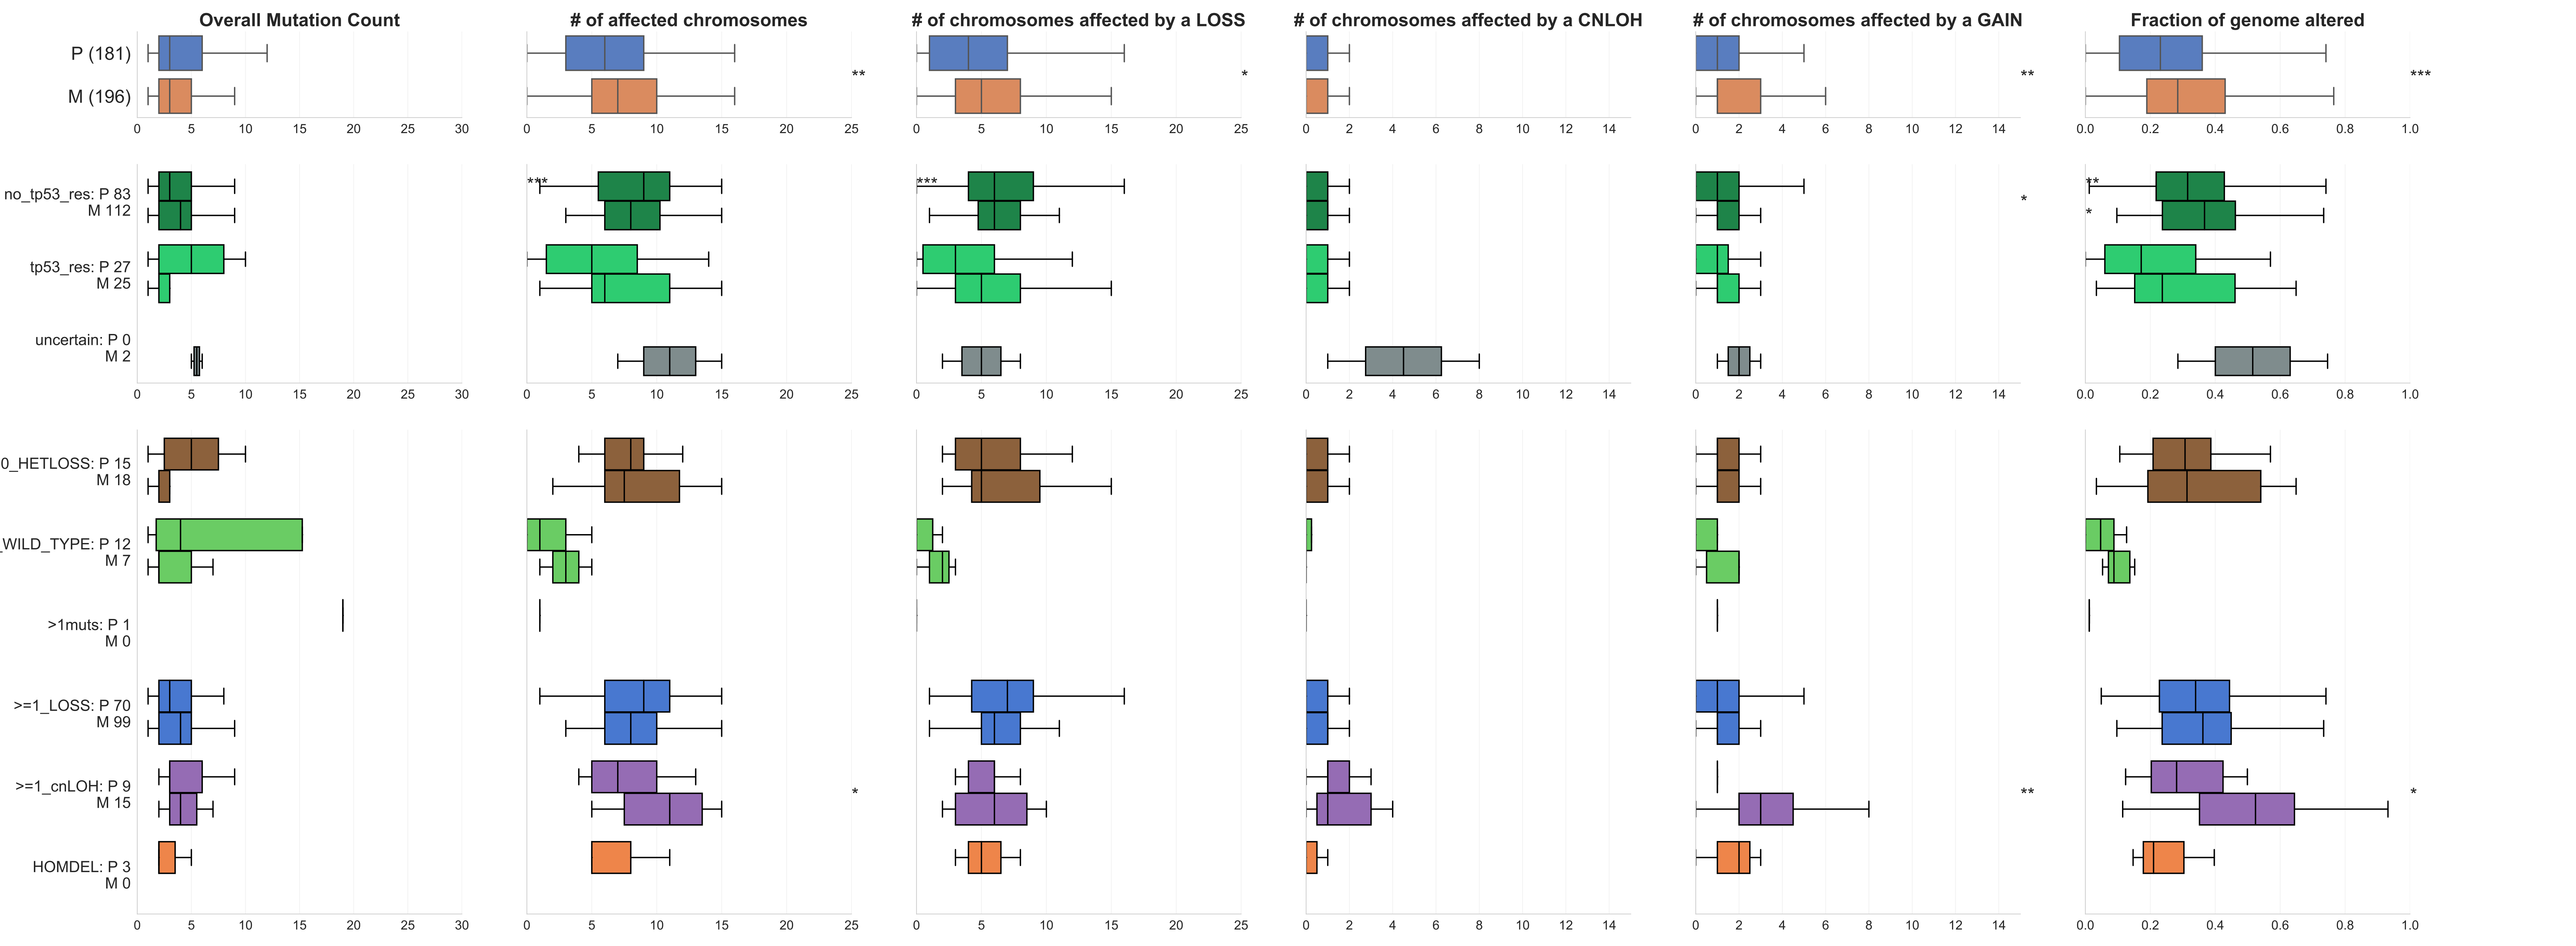 Overall Mutation Count
# of affected chromosomes
# of chromosomes affected by a LOSS
# of chromosomes affected by a CNLOH
# of chromosomes affected by a GAIN
Fraction of genome altered
P (181)
** * ** ***
M (196)
0 5 10 15 20 25 30
0 5 10 15 20 25
0 5 10 15 20 25
0 2 4 6 8 10 12 14
0 2 4 6 8 10 12 14
0.0 0.2 0.4 0.6 0.8 1.0
*** *** **
no_tp53_res: P 83
*
M 112
*
tp53_res: P 27
M 25
uncertain: P 0
M 2
0 5 10 15 20 25 30
0 5 10 15 20 25
0 5 10 15 20 25
0 2 4 6 8 10 12 14
0 2 4 6 8 10 12 14
0.0 0.2 0.4 0.6 0.8 1.0
0_HETLOSS: P 15
M 18
_WILD_TYPE: P 12
M 7
>1muts: P 1
M 0
>=1_LOSS: P 70
M 99
>=1_cnLOH: P 9
* ** *
M 15
HOMDEL: P 3
M 0
0 5 10 15 20 25 30
0 5 10 15 20 25
0 5 10 15 20 25
0 2 4 6 8 10 12 14
0 2 4 6 8 10 12 14
0.0 0.2 0.4 0.6 0.8 1.0